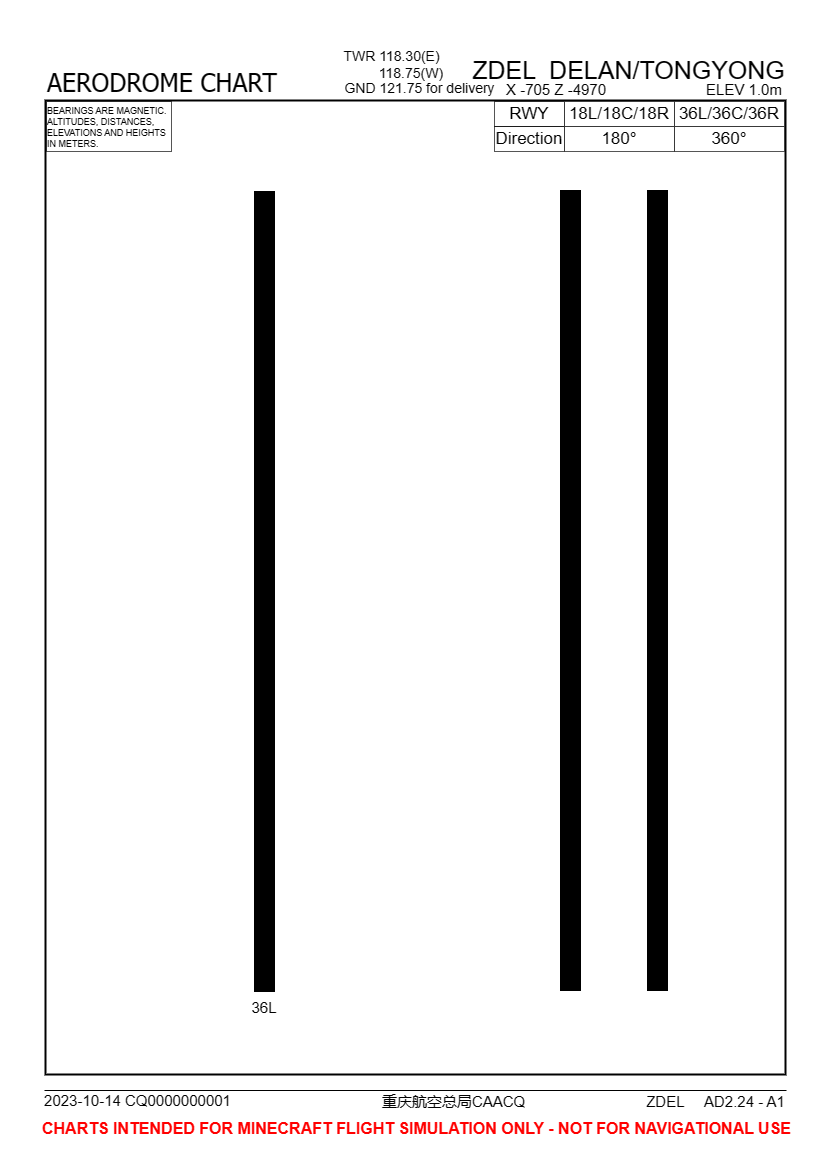 TWR 118.30(E)
118.75(W)
GND 121.75 for delivery
AERODROME CHART
ZDEL DELAN/TONGYONG
X -705 Z -4970
ELEV 1.0m
BEARINGS ARE MAGNETIC.
ALTITUDES, DISTANCES,
ELEVATIONS AND HEIGHTS
IN METERS.
RWY 18L/18C/18R 36L/36C/36R
Direction 180° 360°
36L
2023-10-14 CQ0000000001 重庆航空总局CAACQ ZDEL AD2.24 - A1
CHARTS INTENDED FOR MINECRAFT FLIGHT SIMULATION ONLY - NOT FOR NAVIGATIONAL USE